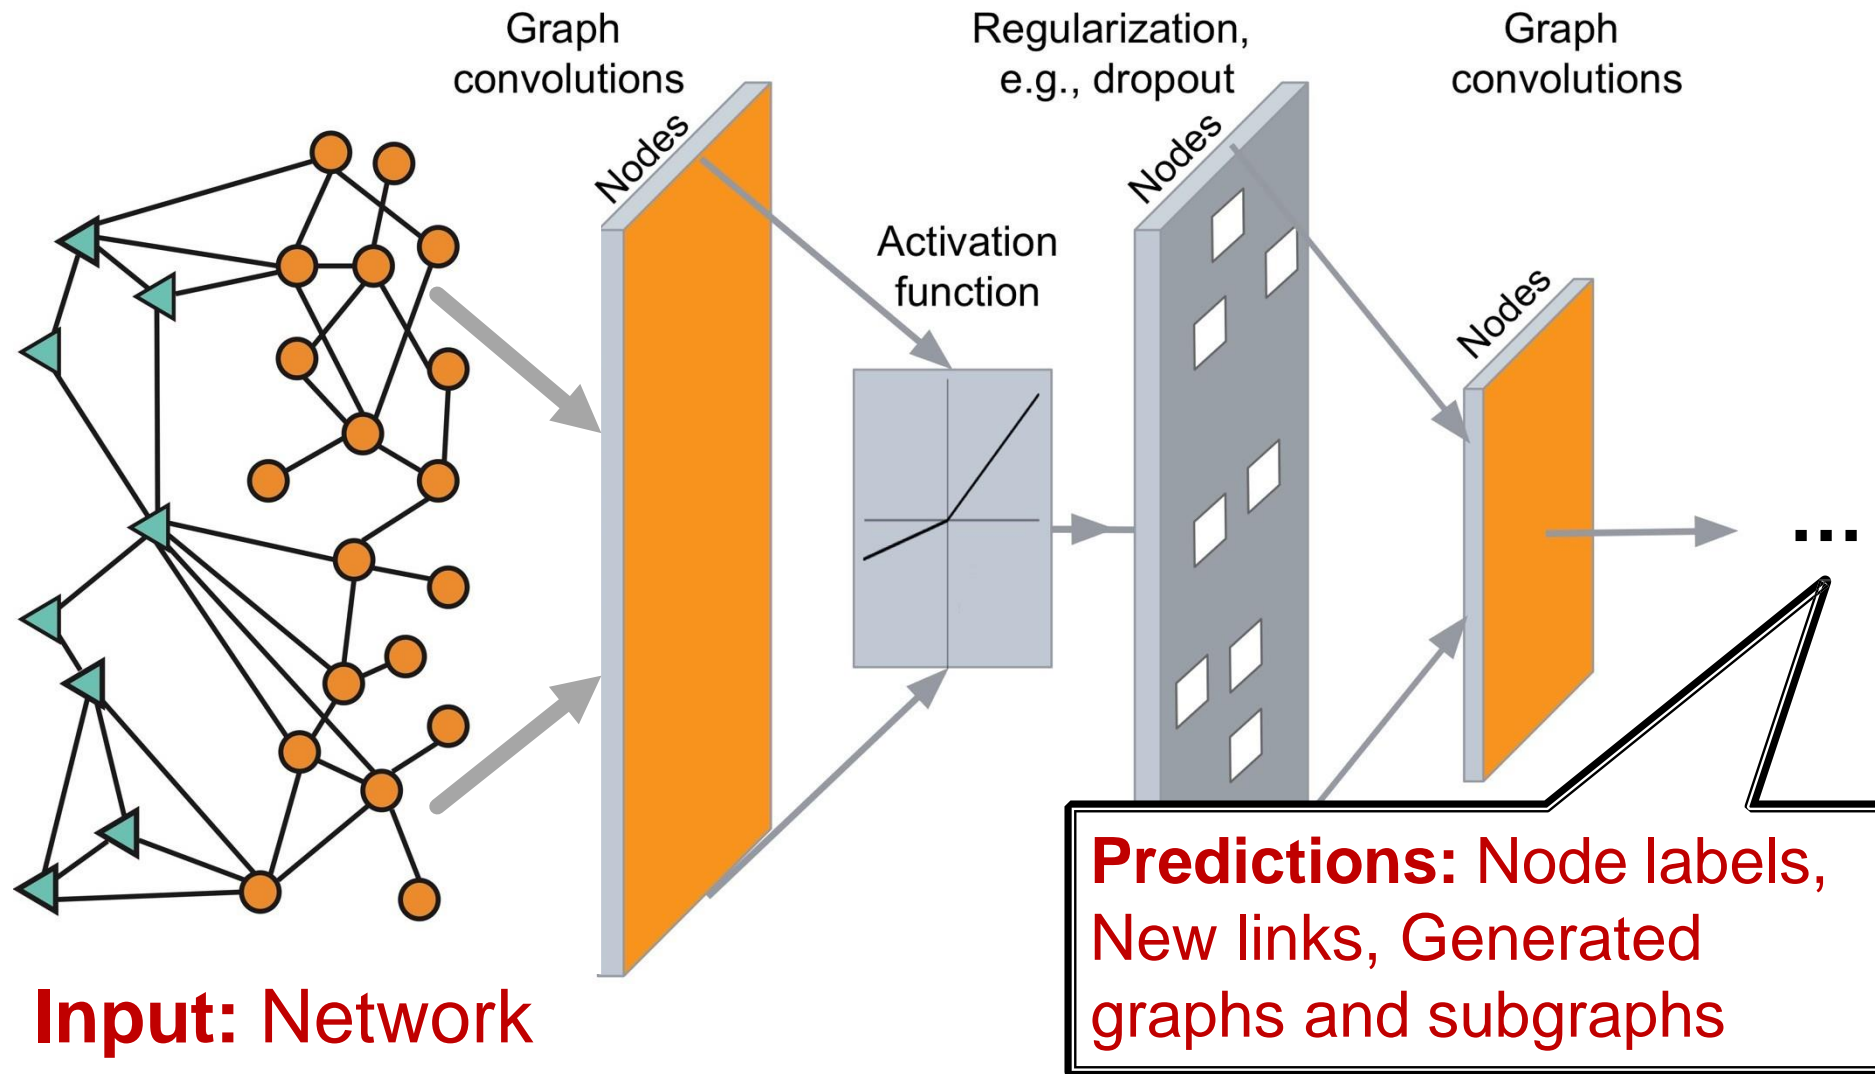 Graph
convolutions
Regularization,
e.g., dropout
Graph
convolutions
Nodes
Nodes
Activation
function
Nodes
...
Predictions: Node labels,
New links, Generated
graphs and subgraphs
Input: Network